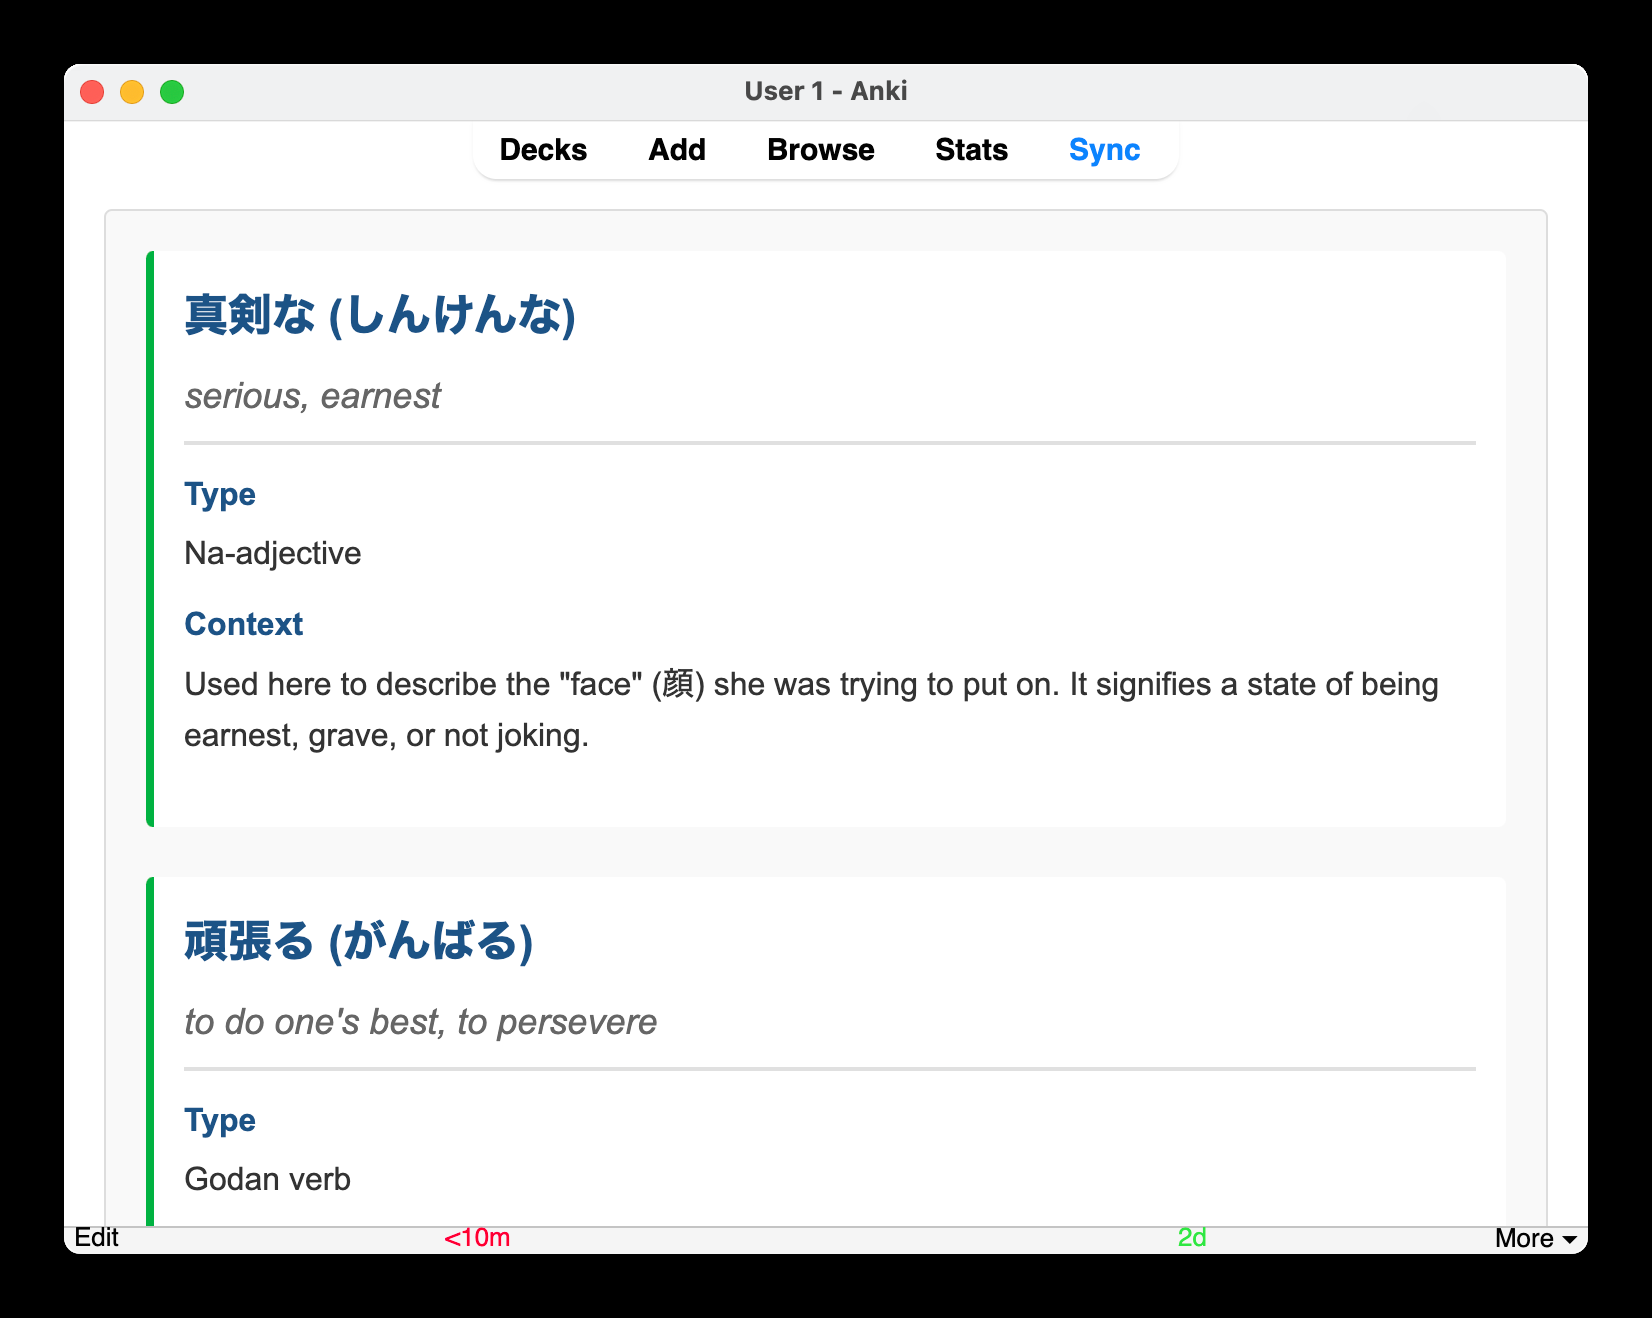 User 1 - Anki
Decks Add Browse Stats Sync
真剣な (しんけんな)
serious, earnest
Type
Na-adjective
Context
Used here to describe the "face" (顔) she was trying to put on. It signifies a state of being
earnest, grave, or not joking.
頑張る (がんばる)
to do one's best, to persevere
Type
Godan verb
Edit <10m 2d More